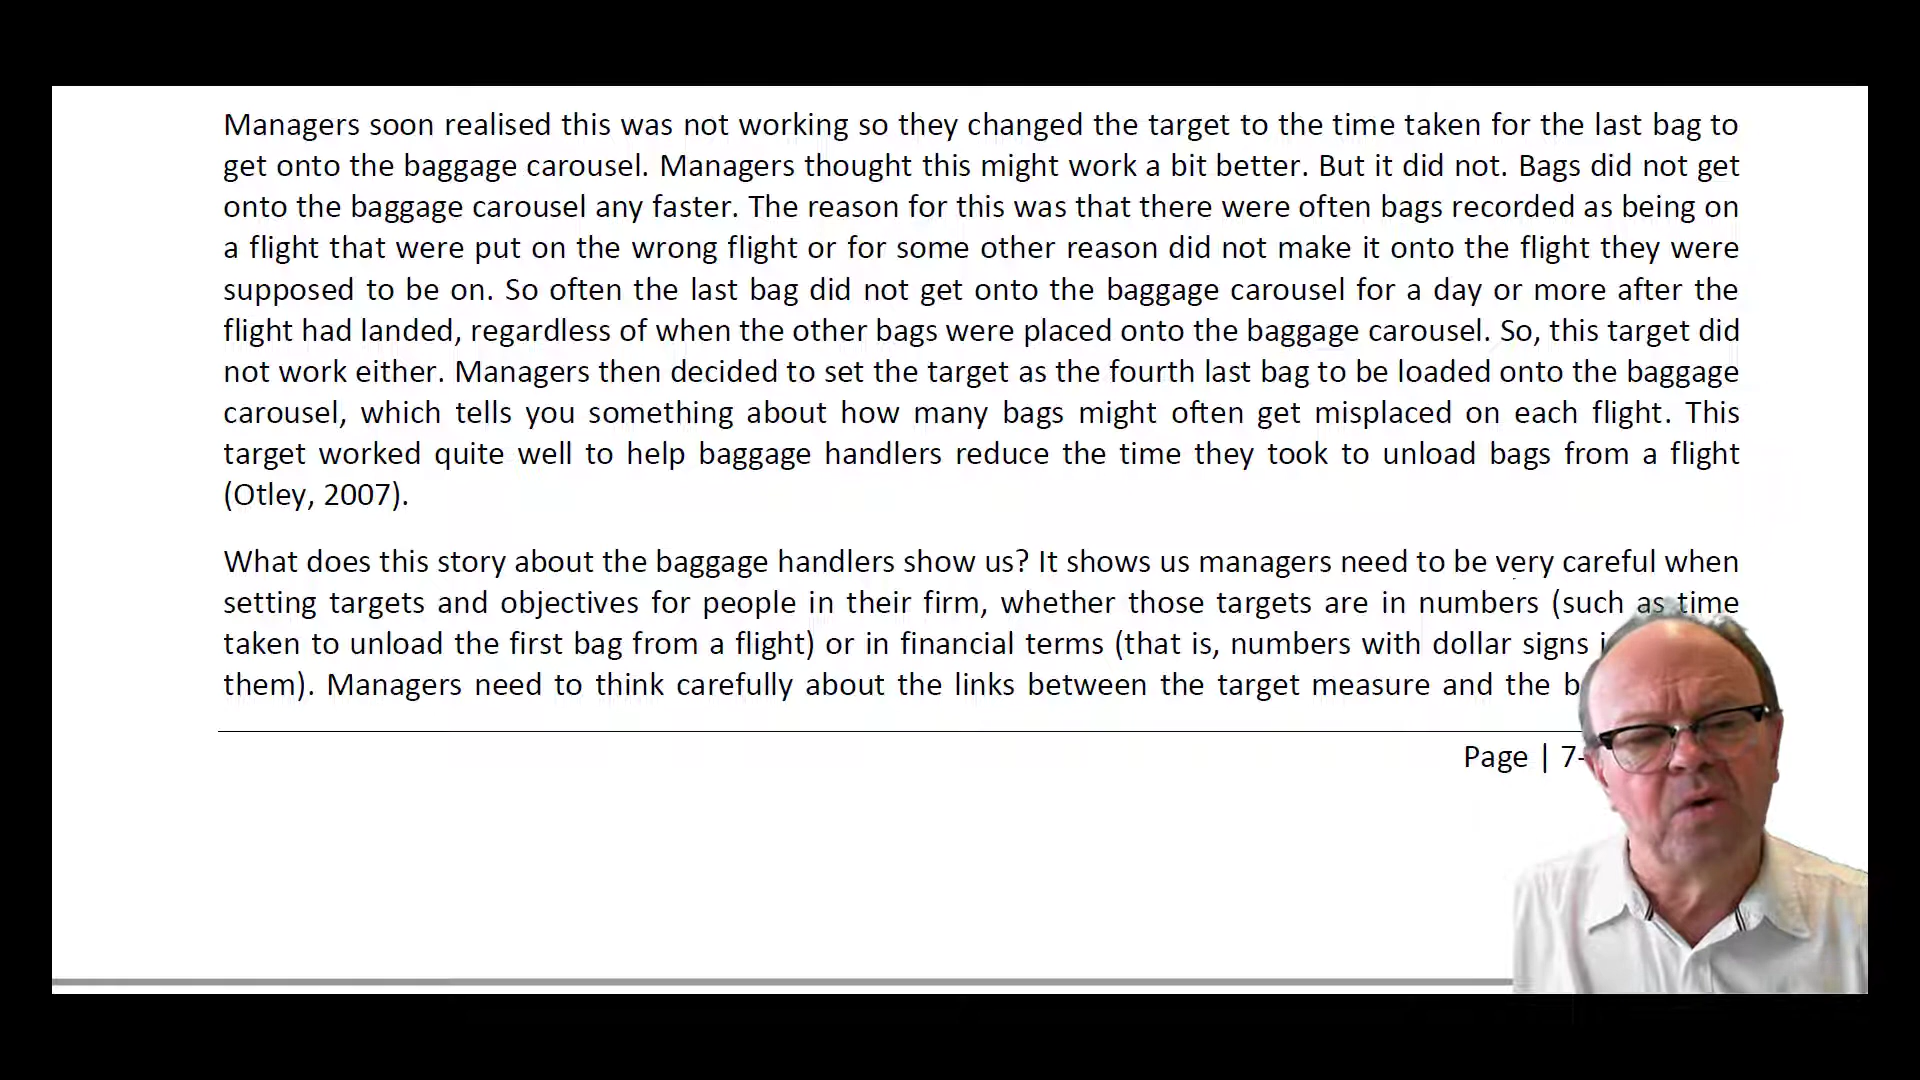 Managers soon realised this was not working so they changed the target to the time taken for the last bag to
get onto the baggage carousel. Managers thought this might work a bit better. But it did not. Bags did not get
onto the baggage carousel any faster. The reason for this was that there were often bags recorded as being on
a flight that were put on the wrong flight or for some other reason did not make it onto the flight they were
supposed to be on. So often the last bag did not get onto the baggage carousel for a day or more after the
flight had landed, regardless of when the other bags were placed onto the baggage carousel. So, this target did
not work either. Managers then decided to set the target as the fourth last bag to be loaded onto the baggage
carousel, which tells you something about how many bags might often get misplaced on each flight. This
target worked quite well to help baggage handlers reduce the time they took to unload bags from a flight
(Otley, 2007).
What does this story about the baggage handlers show us? It shows us managers need to be very careful when
setting targets and objectives for people in their firm, whether those targets are in numbers (such as time
taken to unload the first bag from a flight) or in financial terms (that is, numbers with dollar signs
them). Managers need to think carefully about the links between the target measure and the
Page | 7-